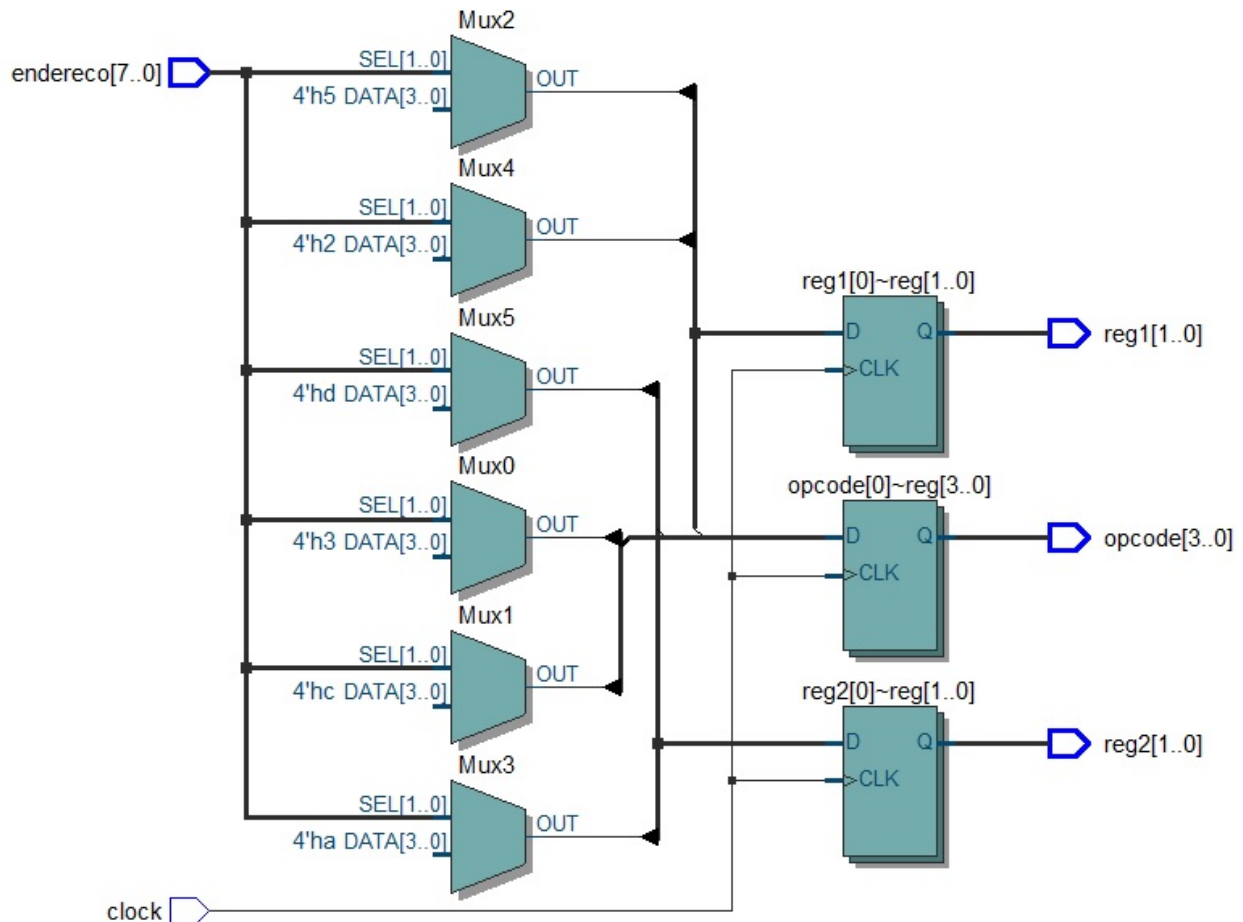 Mux2
endereco[7..0]
SEL[1..0]
4'h5 DATA[3..0]
OUT
Mux4
SEL[1..0]
4'h2 DATA[3..0]
OUT
Mux5
SEL[1..0]
4'hd DATA[3..0]
OUT
Mux0
SEL[1..0]
4'h3 DATA[3..0]
OUT
Mux1
SEL[1..0]
4'hc DATA[3..0]
OUT
Mux3
SEL[1..0]
4'ha DATA[3..0]
OUT
clock
reg1[0]~reg[1..0]
D Q
CLK
reg1[1..0]
opcode[0]~reg[3..0]
D Q
CLK
opcode[3..0]
reg2[0]~reg[1..0]
D Q
CLK
reg2[1..0]